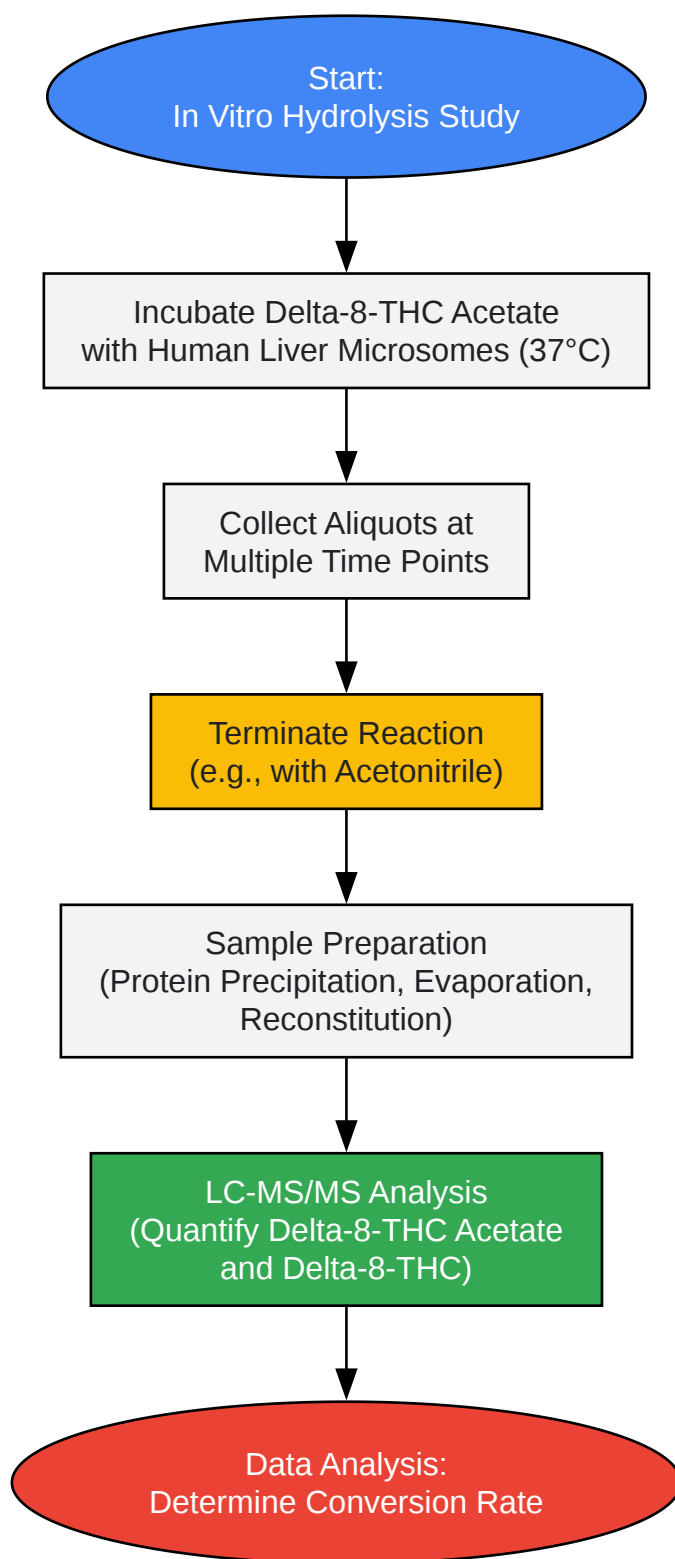 Start:
In Vitro Hydrolysis Study
Incubate Delta-8-THC Acetate
with Human Liver Microsomes (37°C)
Collect Aliquots at
Multiple Time Points
Terminate Reaction
(e.g., with Acetonitrile)
Sample Preparation
(Protein Precipitation, Evaporation,
Reconstitution)
LC-MS/MS Analysis
(Quantify Delta-8-THC Acetate
and Delta-8-THC)
Data Analysis:
Determine Conversion Rate